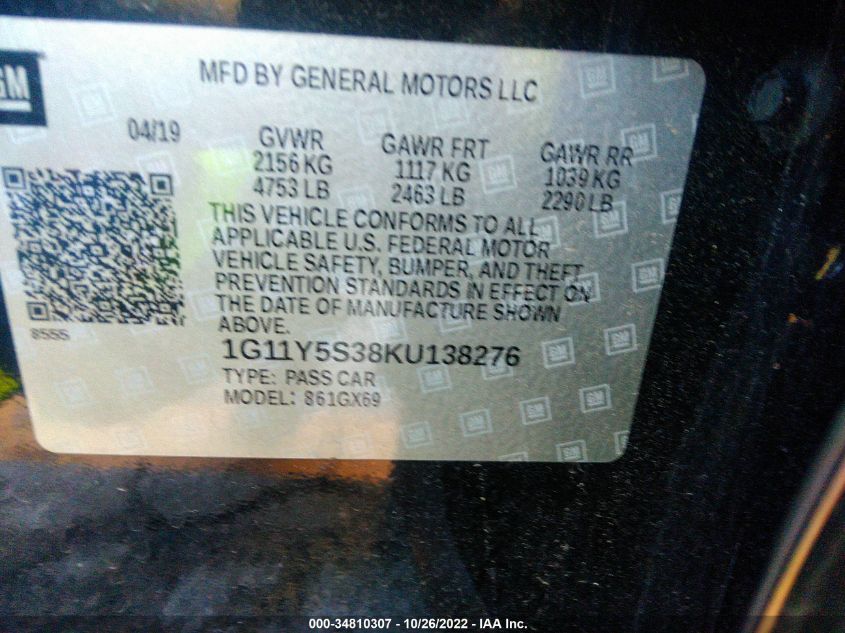 GM
MFD BY GENERAL MOTORS LLC
04/19 GVWR GAWR FRT GAWR RR
2156 KG 1117 KG 1039 KG
4753 LB 2463 LB 2290 LB
THIS VEHICLE CONFORMS TO ALL
APPLICABLE U.S. FEDERAL MOTOR
VEHICLE SAFETY, BUMPER, AND THEFT
PREVENTION STANDARDS IN EFFECT ON
THE DATE OF MANUFACTURE SHOWN
ABOVE.
8555
1G11Y5S38KU138276
TYPE: PASS CAR
MODEL: 861GX69
000-34810307 - 10/26/2022 - IAA Inc.